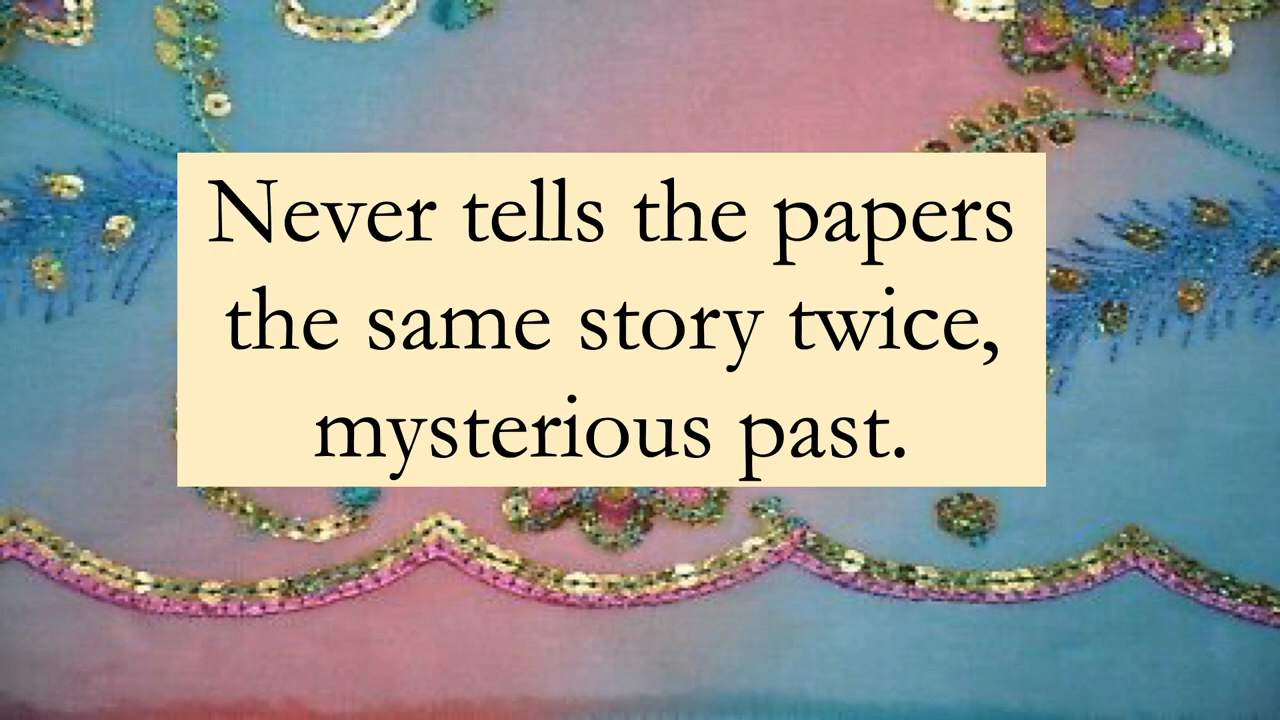 Never tells the papers
the same story twice,
mysterious past.